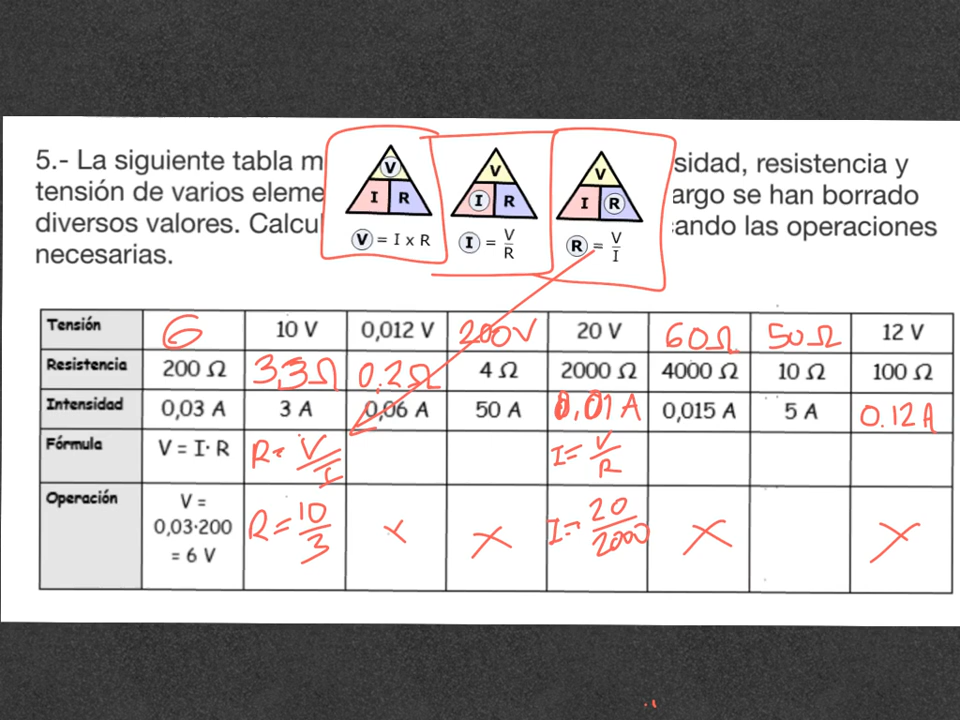 5.- La siguiente tabla m
sidad, resistencia y
tensión de varios eleme
argo se han borrado
diversos valores. Calcu
cando las operaciones
necesarias.
V
I R
V = I x R
V
I R
I = V
R
V
I R
R = V
I
Tensión 6 10 V 0,012 V 200V 20 V 60Ω 50Ω 12 V
Resistencia 200 Ω 3,3Ω 0.2Ω 4 Ω 2000 Ω 4000 Ω 10 Ω 100 Ω
Intensidad 0,03 A 3 A 0,06 A 50 A 0,01 A 0,015 A 5 A 0.12A
Fórmula V = I· R R= V/I I= V/R
Operación V = 0,03·200 = 6 V R= 10/3 x x I= 20/2000 x x